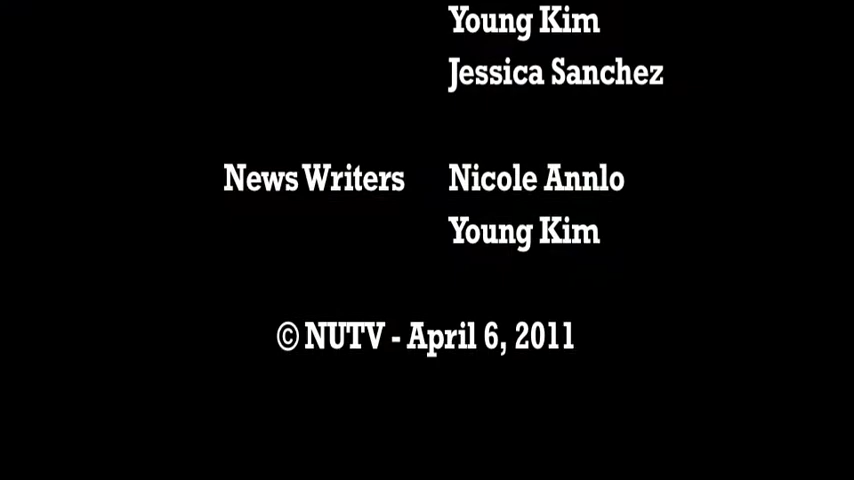 Young Kim
Jessica Sanchez
News Writers Nicole Annlo
Young Kim
© NUTV - April 6, 2011